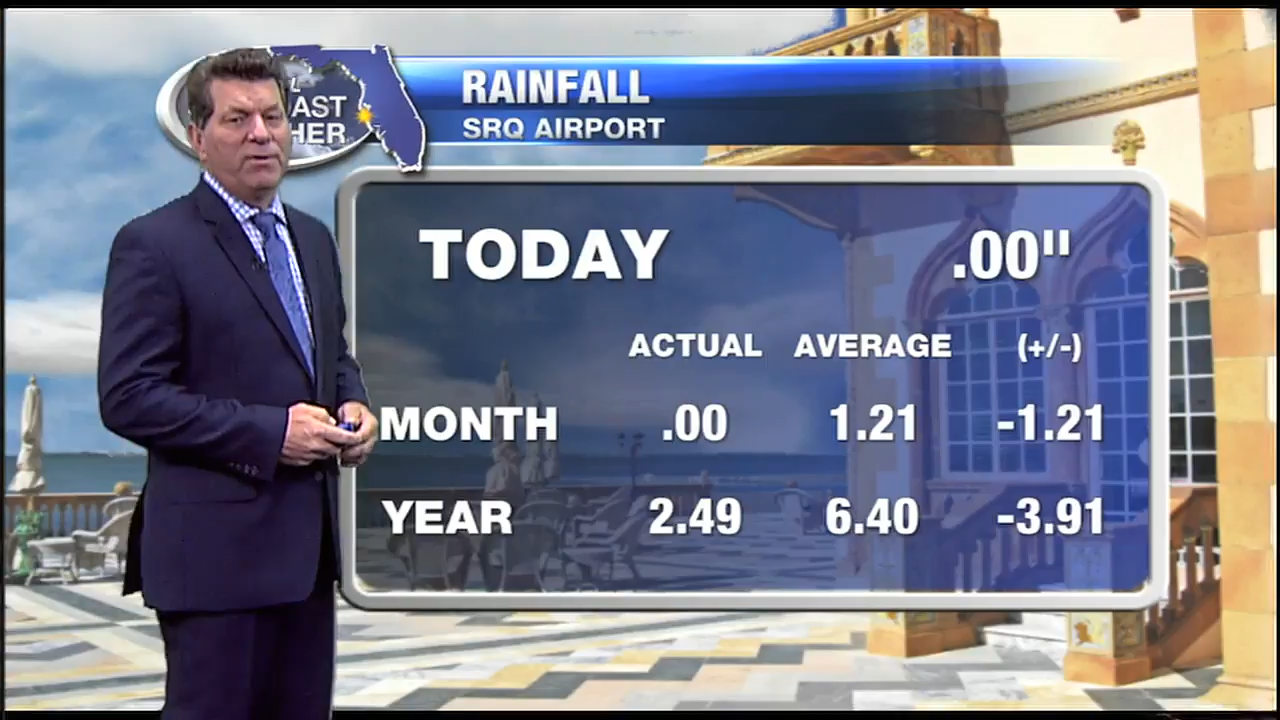 AST
HER
RAINFALL
SRQ AIRPORT
TODAY .00"
ACTUAL AVERAGE (+/-)
MONTH .00 1.21 -1.21
YEAR 2.49 6.40 -3.91